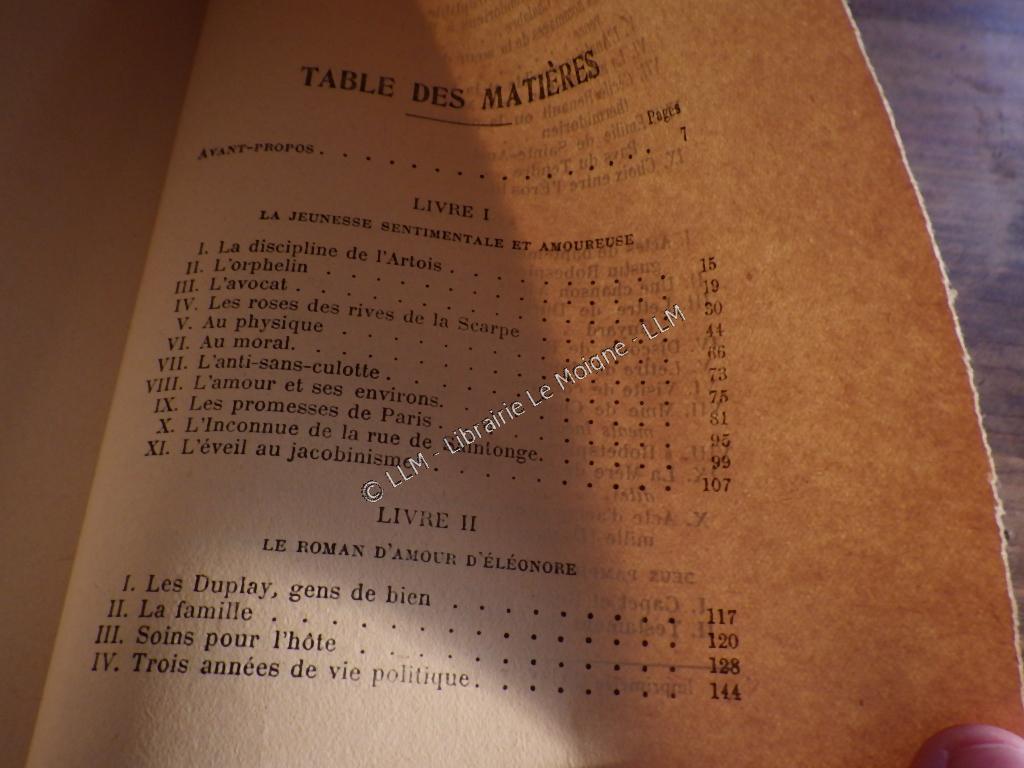 TABLE DES MATIÈRES
Pages
AVANT-PROPOS . . . . . . . . . . . . 7
LIVRE I
LA JEUNESSE SENTIMENTALE ET AMOUREUSE
I. La discipline de l'Artois . . . . . . . . 15
II. L'orphelin . . . . . . . . . . . . 19
III. L'avocat . . . . . . . . . . . . 30
IV. Les roses des rives de la Scarpe . . . . . 44
V. Au physique . . . . . . . . . . . 66
VI. Au moral. . . . . . . . . . . . 73
VII. L'anti-sans-culotte . . . . . . . . . 75
VIII. L'amour et ses environs. . . . . . . . 81
IX. Les promesses de Paris . . . . . . . . 95
X. L'Inconnue de la rue de Saintonge. . . . . 99
XI. L'éveil au jacobinisme . . . . . . . . 107
© LLM - Librairie Le Moigne - LLM
LIVRE II
LE ROMAN D'AMOUR D'ÉLÉONORE
I. Les Duplay, gens de bien . . . . . . . . 117
II. La famille . . . . . . . . . . . . 120
III. Soins pour l'hôte . . . . . . . . . . 128
IV. Trois années de vie politique. . . . . . . 144